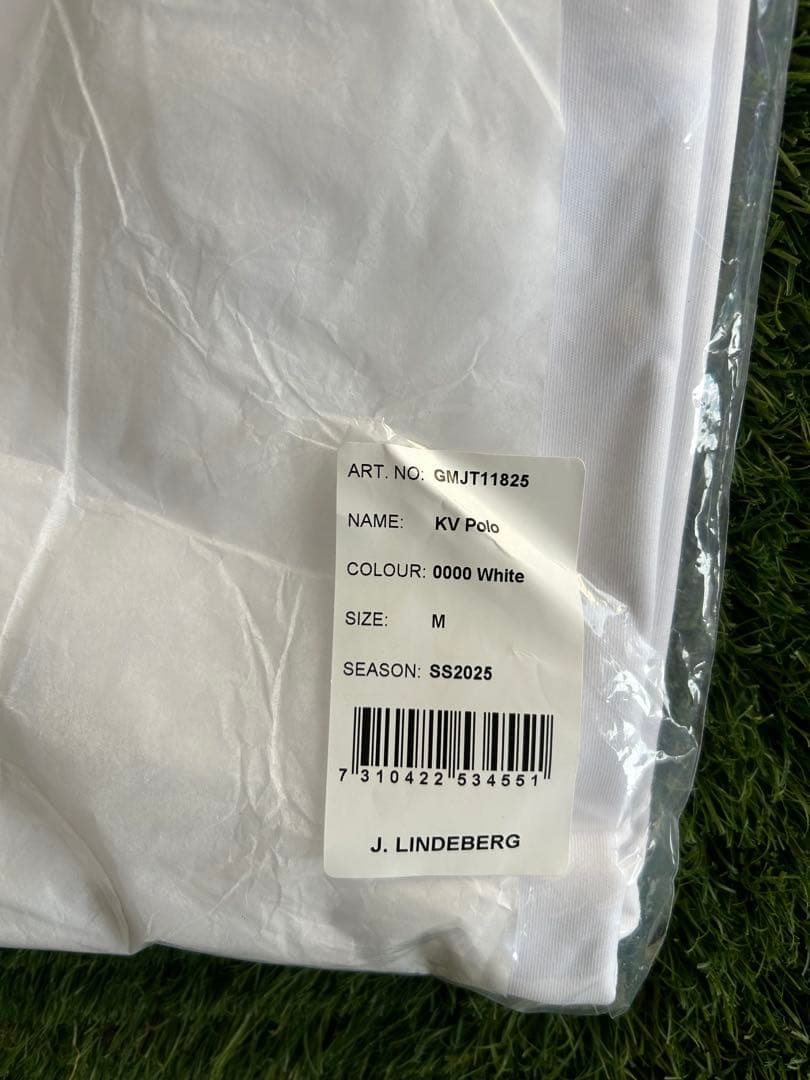 ART. NO: GMJT11825
NAME: KV Polo
COLOUR: 0000 White
SIZE: M
SEASON: SS2025
7 310422 534551
J. LINDEBERG